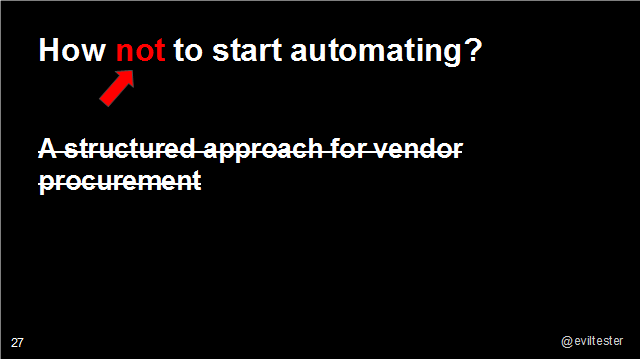 How not to start automating?
A structured approach for vendor
procurement
27
@eviltester